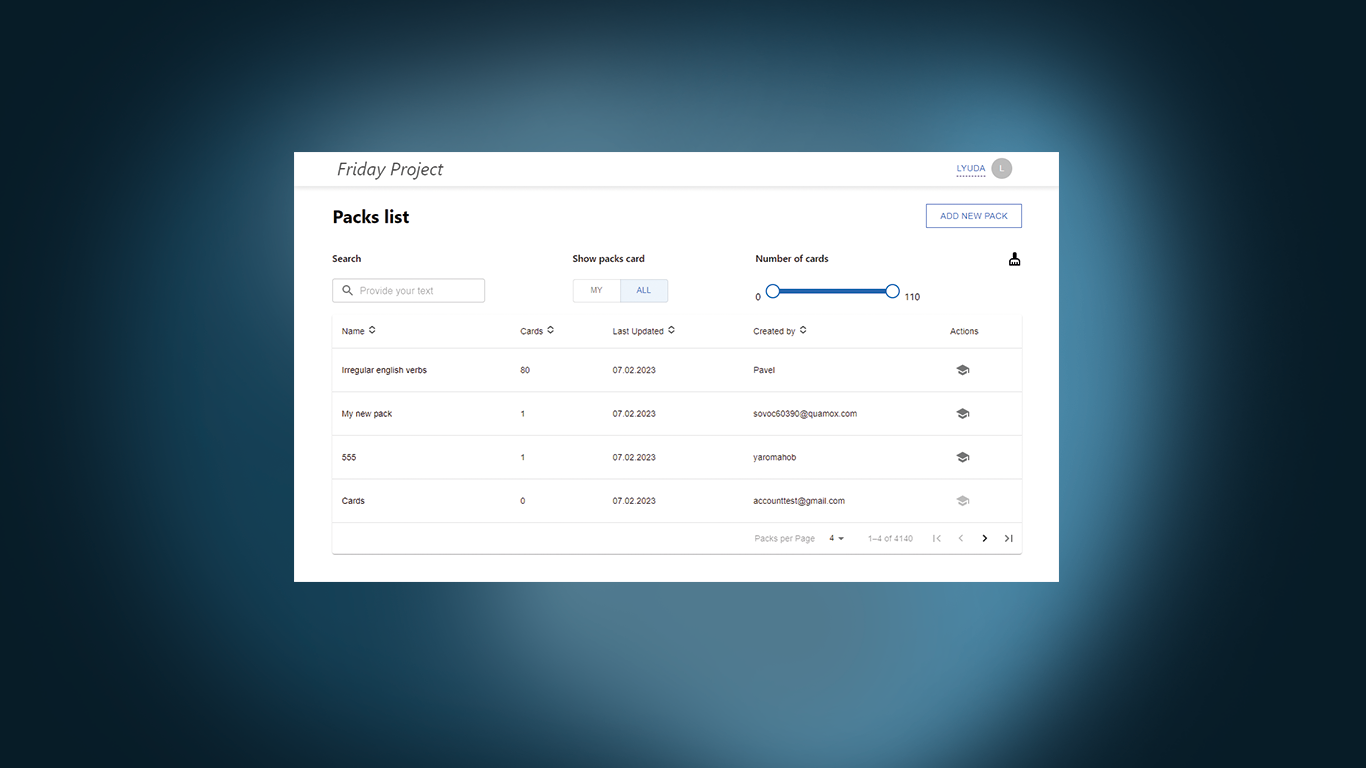 Friday Project
LYUDA L
Packs list
ADD NEW PACK
Search Show packs card Number of cards
Provide your text MY ALL 0 110
Name Cards Last Updated Created by Actions
Irregular english verbs 80 07.02.2023 Pavel
My new pack 1 07.02.2023 sovoc60390@quamox.com
555 1 07.02.2023 yaromahob
Cards 0 07.02.2023 accounttest@gmail.com
Packs per Page 4 1–4 of 4140